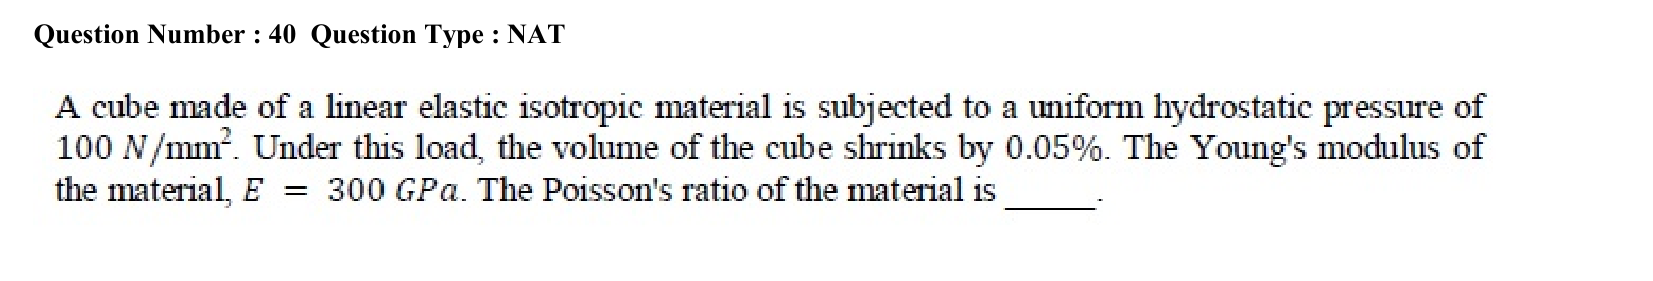 Question Number : 40 Question Type : NAT
A cube made of a linear elastic isotropic material is subjected to a uniform hydrostatic pressure of
100 N/mm². Under this load, the volume of the cube shrinks by 0.05%. The Young's modulus of
the material, E = 300 GPa. The Poisson's ratio of the material is ______.